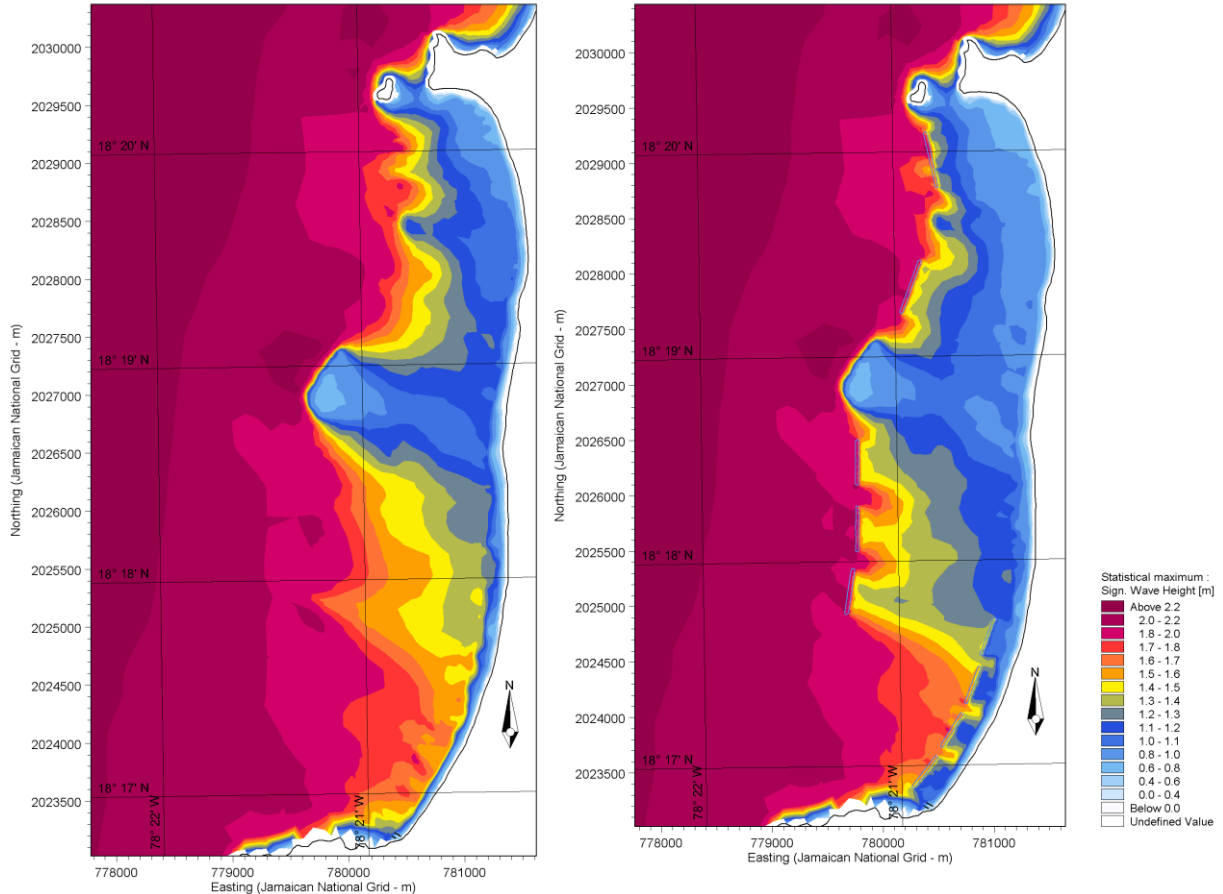 2030000
2029500
18° 20' N
2029000
2028500
2028000
2027500
18° 19' N
2027000
2026500
2026000
2025500
18° 18' N
2025000
2024500
2024000
2023500
18° 17' N
78° 22' W
78° 21' W
N
778000
779000
780000
781000
Easting (Jamaican National Grid - m)
Northing (Jamaican National Grid - m)
2030000
2029500
18° 20' N
2029000
2028500
2028000
2027500
18° 19' N
2027000
2026500
2026000
2025500
18° 18' N
2025000
2024500
2024000
2023500
18° 17' N
78° 22' W
78° 21' W
N
778000
779000
780000
781000
Easting (Jamaican National Grid - m)
Northing (Jamaican National Grid - m)
Statistical maximum :
Sign. Wave Height [m]
Above 2.2
2.0 - 2.2
1.8 - 2.0
1.7 - 1.8
1.6 - 1.7
1.5 - 1.6
1.4 - 1.5
1.3 - 1.4
1.2 - 1.3
1.1 - 1.2
1.0 - 1.1
0.8 - 1.0
0.6 - 0.8
0.4 - 0.6
0.0 - 0.4
Below 0.0
Undefined Value